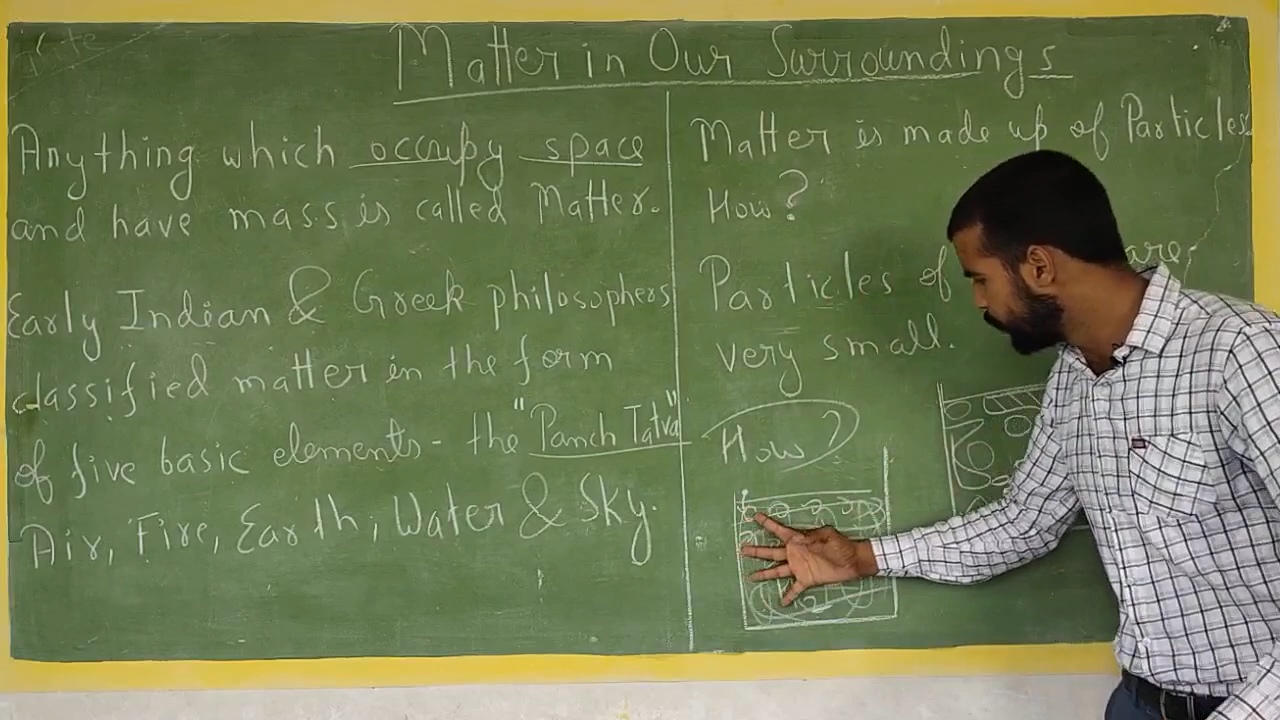 Matter in Our Surroundings
Anything which occupy space
and have mass is called Matter.
Early Indian & Greek philosophers
classified matter in the form
of five basic elements - the "Panch Tatva"
Air, Fire, Earth, Water & Sky.
Matter is made up of Particles
How?
Particles of are
very small.
How?